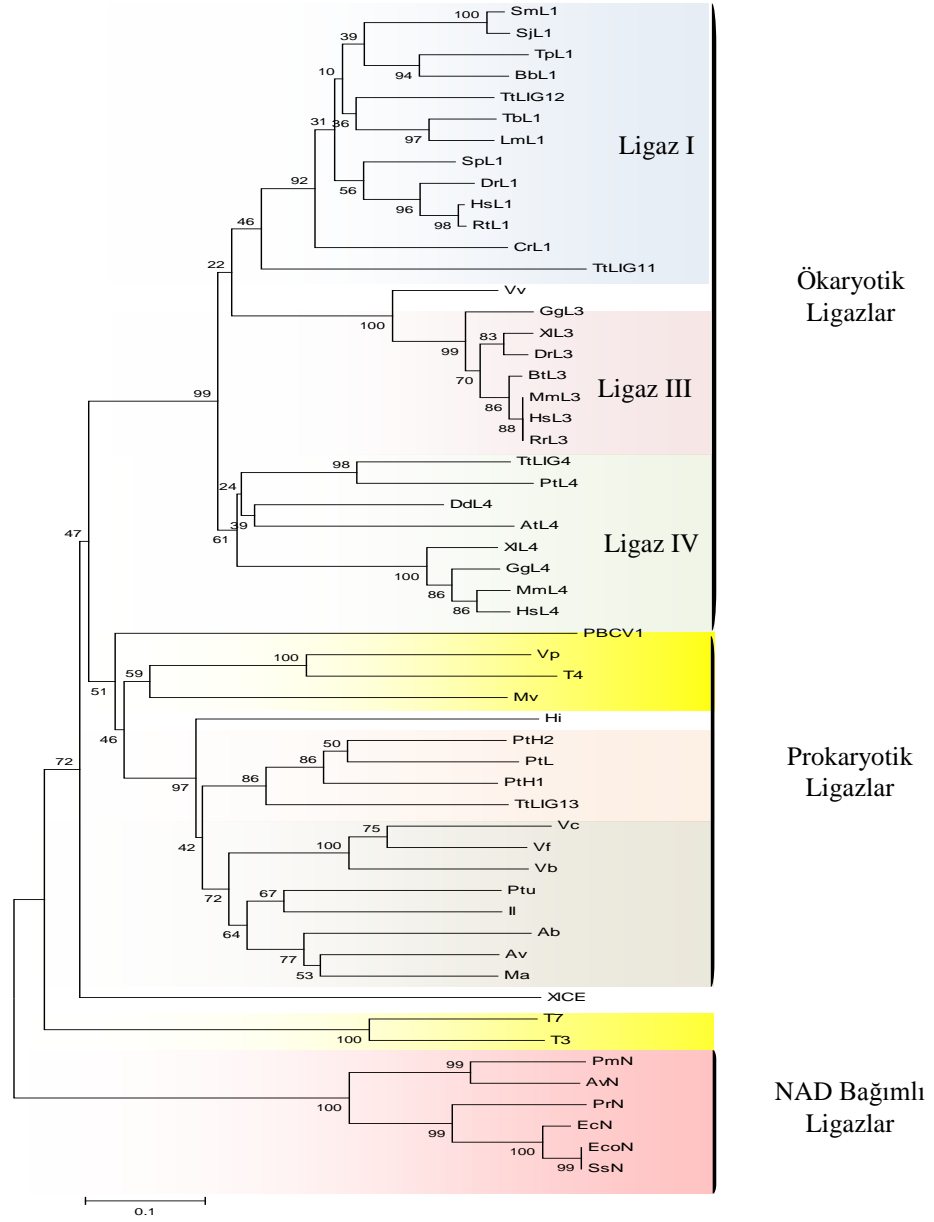 100
SmL1
SjL1
39
TpL1
94
BbL1
10
TtLIG12
36
TbL1
97
LmL1
31
SpL1
56
DrL1
96
HsL1
98
RtL1
92
CrL1
46
TtLIG11
Ligaz I
22
Vv
100
GgL3
99
83
XlL3
DrL3
70
BtL3
86
MmL3
HsL3
88
RrL3
Ligaz III
99
98
TtLIG4
PtL4
24
DdL4
39
AtL4
61
XlL4
100
GgL4
86
MmL4
86
HsL4
Ligaz IV
Ökaryotik
Ligazlar
47
PBCV1
51
100
Vp
59
T4
Mv
46
Hi
97
50
PtH2
86
PtL
86
PtH1
TtLIG13
42
75
Vc
100
Vf
Vb
72
67
Ptu
Il
64
Ab
77
Av
53
Ma
Prokaryotik
Ligazlar
72
XlCE
T7
100
T3
99
PmN
AvN
100
PrN
99
EcN
100
EcoN
99
SsN
NAD Bağımlı
Ligazlar
0.1